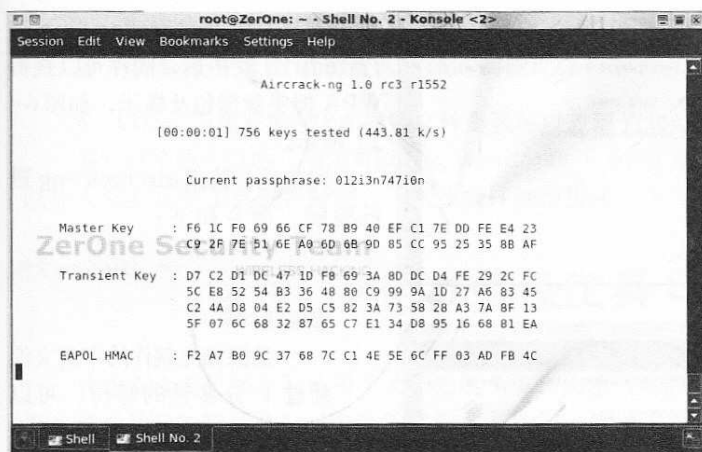 root@ZerOne: ~ - Shell No. 2 - Konsole <2>
Session Edit View Bookmarks Settings Help
Aircrack-ng 1.0 rc3 r1552
[00:00:01] 756 keys tested (443.81 k/s)
Current passphrase: 012i3n747i0n
Master Key : F6 1C F0 69 66 CF 78 B9 40 EF C1 7E DD FE E4 23
C9 2F 7E 51 6E A0 6D 6B 9D 85 CC 95 25 35 8B AF
ZerOne Security Team
Transient Key : D7 C2 D1 DC 47 1D F8 69 3A 8D DC D4 FE 29 2C FC
5C E8 52 54 B3 36 48 80 C9 99 9A 1D 27 A6 83 45
C2 4A D8 04 E2 D5 C5 82 3A 73 58 28 A3 7A 8F 13
5F 07 6C 68 32 87 65 C7 E1 34 D8 95 16 68 81 EA
EAPOL HMAC : F2 A7 B0 9C 37 68 7C C1 4E 5E 6C FF 03 AD FB 4C
Shell Shell No. 2